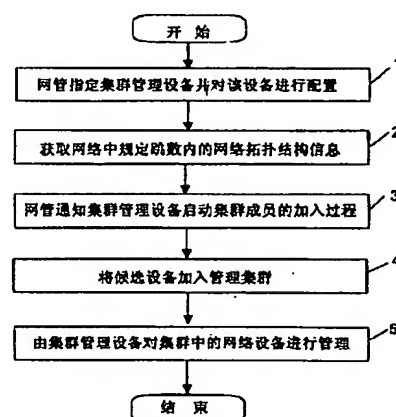 开 始
1
网管指定集群管理设备并对该设备进行配置
2
获取网络中规定跳数内的网络拓扑结构信息
3
网管通知集群管理设备启动集群成员的加入过程
4
将候选设备加入管理集群
5
由集群管理设备对集群中的网络设备进行管理
结 束